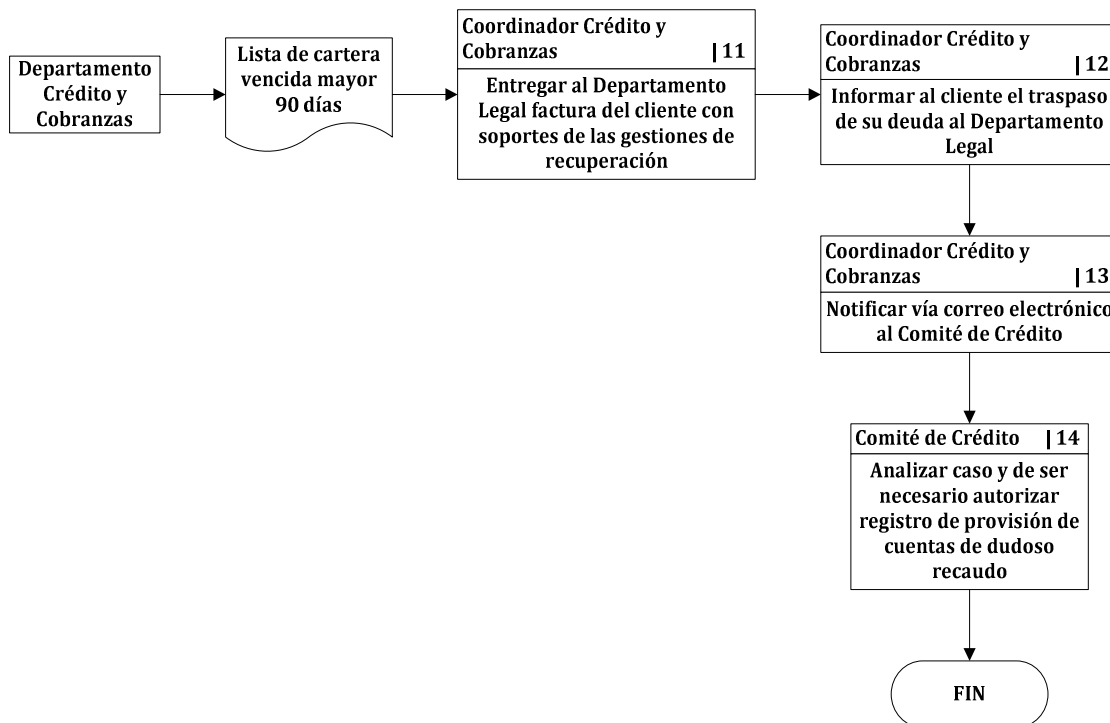 Departamento
Crédito y
Cobranzas
Lista de cartera
vencida mayor
90 días
Coordinador Crédito y
Cobranzas | 11
Entregar al Departamento
Legal factura del cliente con
soportes de las gestiones de
recuperación
Coordinador Crédito y
Cobranzas | 12
Informar al cliente el traspaso
de su deuda al Departamento
Legal
Coordinador Crédito y
Cobranzas | 13
Notificar vía correo electrónico
al Comité de Crédito
Comité de Crédito | 14
Analizar caso y de ser
necesario autorizar
registro de provisión de
cuentas de dudoso
recaudo
FIN